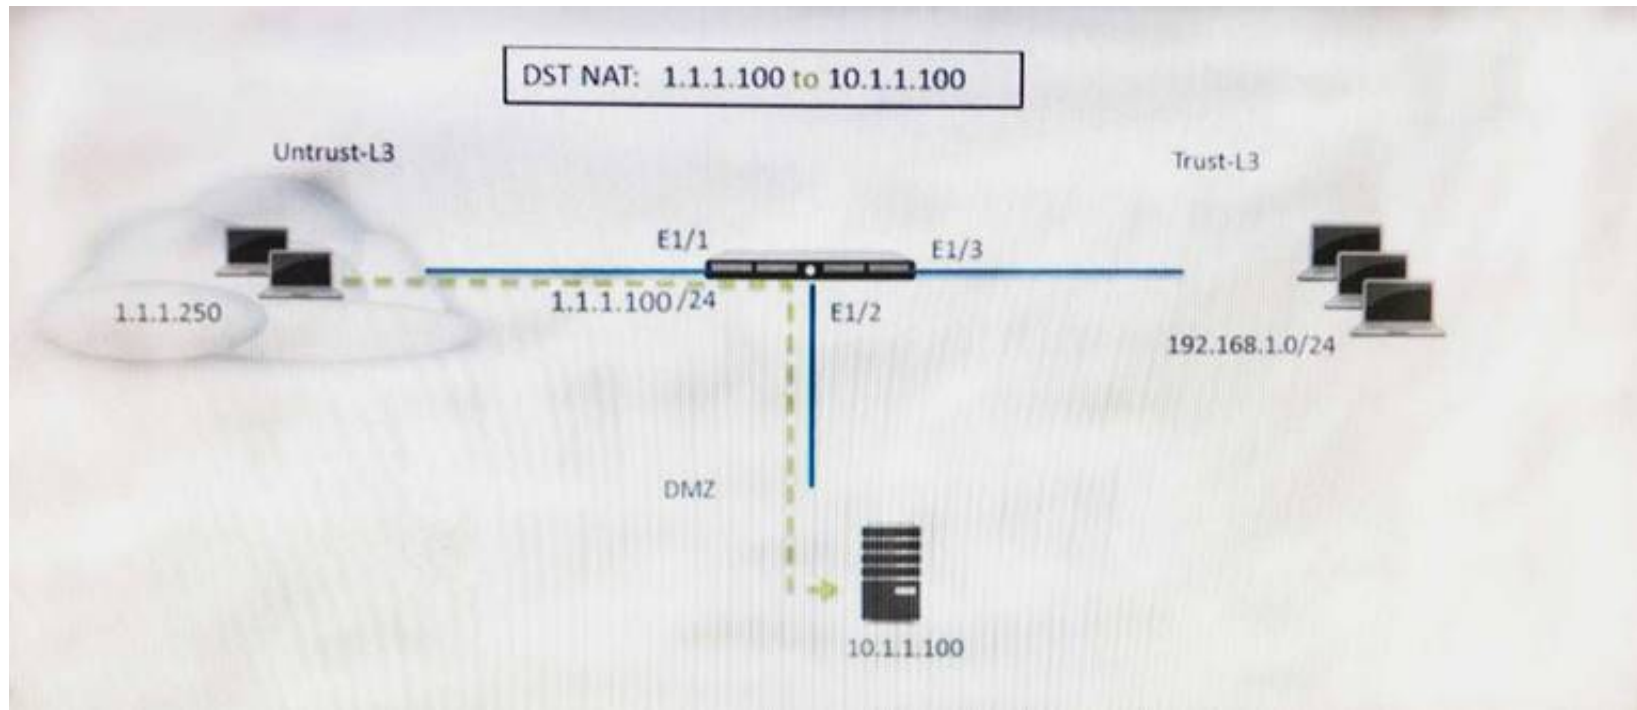 DST NAT: 1.1.1.100 to 10.1.1.100
Untrust-L3
Trust-L3
E1/1
E1/3
1.1.1.250
1.1.1.100/24
E1/2
192.168.1.0/24
DMZ
10.1.1.100